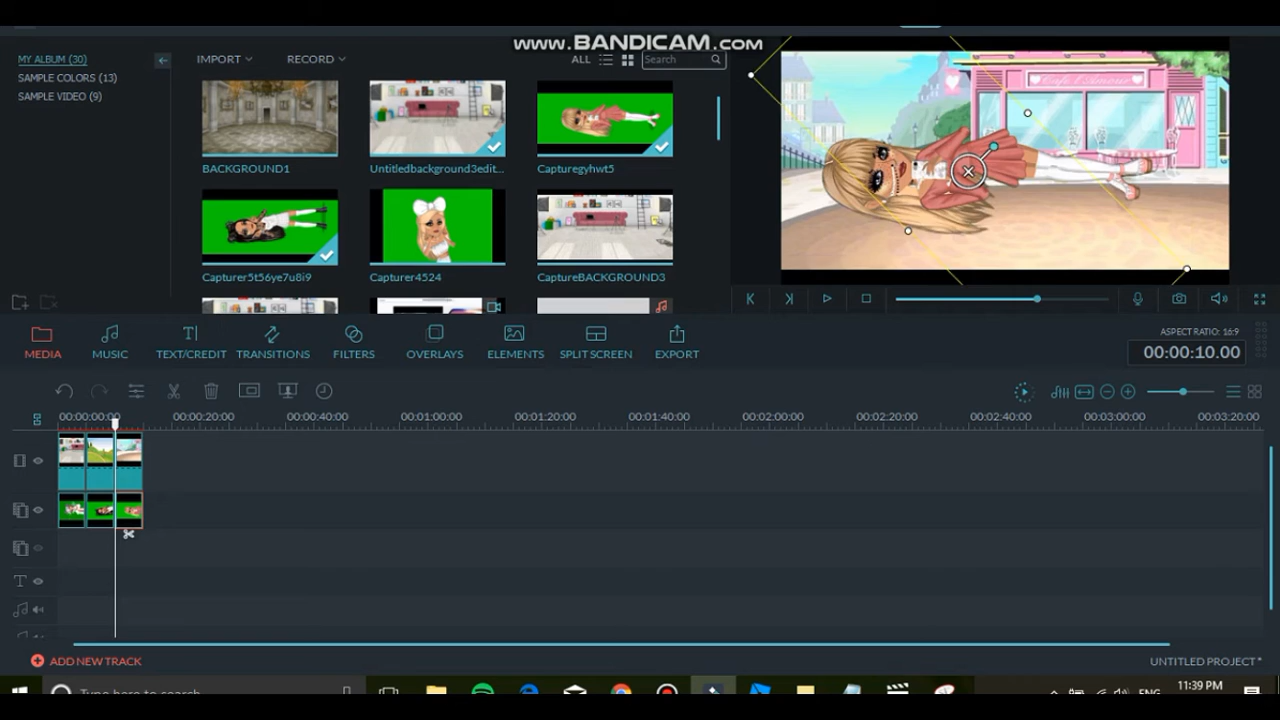 www.BANDICAM.com
MY ALBUM (30)
SAMPLE COLORS (13)
SAMPLE VIDEO (9)
IMPORT
RECORD
ALL
Search
BACKGROUND1
Untitledbackground3edit...
Capturegyhwt5
Capturer5t56ye7u8i9
Capturer4524
CaptureBACKGROUND3
MEDIA
MUSIC
TEXT/CREDIT
TRANSITIONS
FILTERS
OVERLAYS
ELEMENTS
SPLIT SCREEN
EXPORT
ASPECT RATIO: 16:9
00:00:10.00
00:00:00:00
00:00:20:00
00:00:40:00
00:01:00:00
00:01:20:00
00:01:40:00
00:02:00:00
00:02:20:00
00:02:40:00
00:03:00:00
00:03:20:00
ADD NEW TRACK
UNTITLED PROJECT*
Type here to search
ENG
11:39 PM